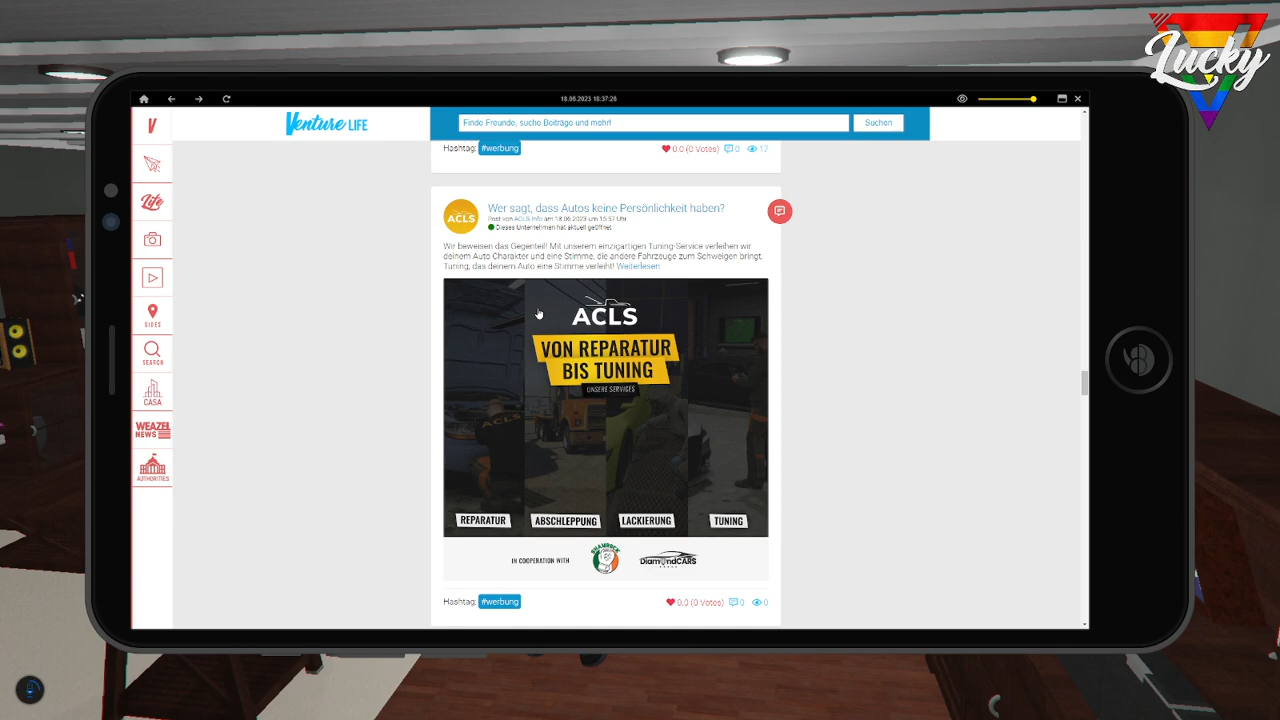 Lucky
18.06.2023 18:37:26
Venture LIFE
Finde Freunde, suche Beiträge und mehr!
Suchen
V
Life
SIDES
SEARCH
CASA
WEAZEL
NEWS
AUTHORITIES
Hashtag: #werbung
0.0 (0 Votes) 0 17
ACLS
Wer sagt, dass Autos keine Persönlichkeit haben?
Post von ACLS Info am 18.06.2023 um 15:57 Uhr
Dieses Unternehmen hat aktuell geöffnet
Wir beweisen das Gegenteil! Mit unserem einzigartigen Tuning-Service verleihen wir
deinem Auto Charakter und eine Stimme, die andere Fahrzeuge zum Schweigen bringt.
Tuning, das deinem Auto eine Stimme verleiht! Weiterlesen
ACLS
VON REPARATUR
BIS TUNING
UNSERE SERVICES
ACLS
REPARATUR
ABSCHLEPPUNG
LACKIERUNG
TUNING
IN COOPERATION WITH
SHAMROCK
DiamondCARS
Hashtag: #werbung
0.0 (0 Votes) 0 0